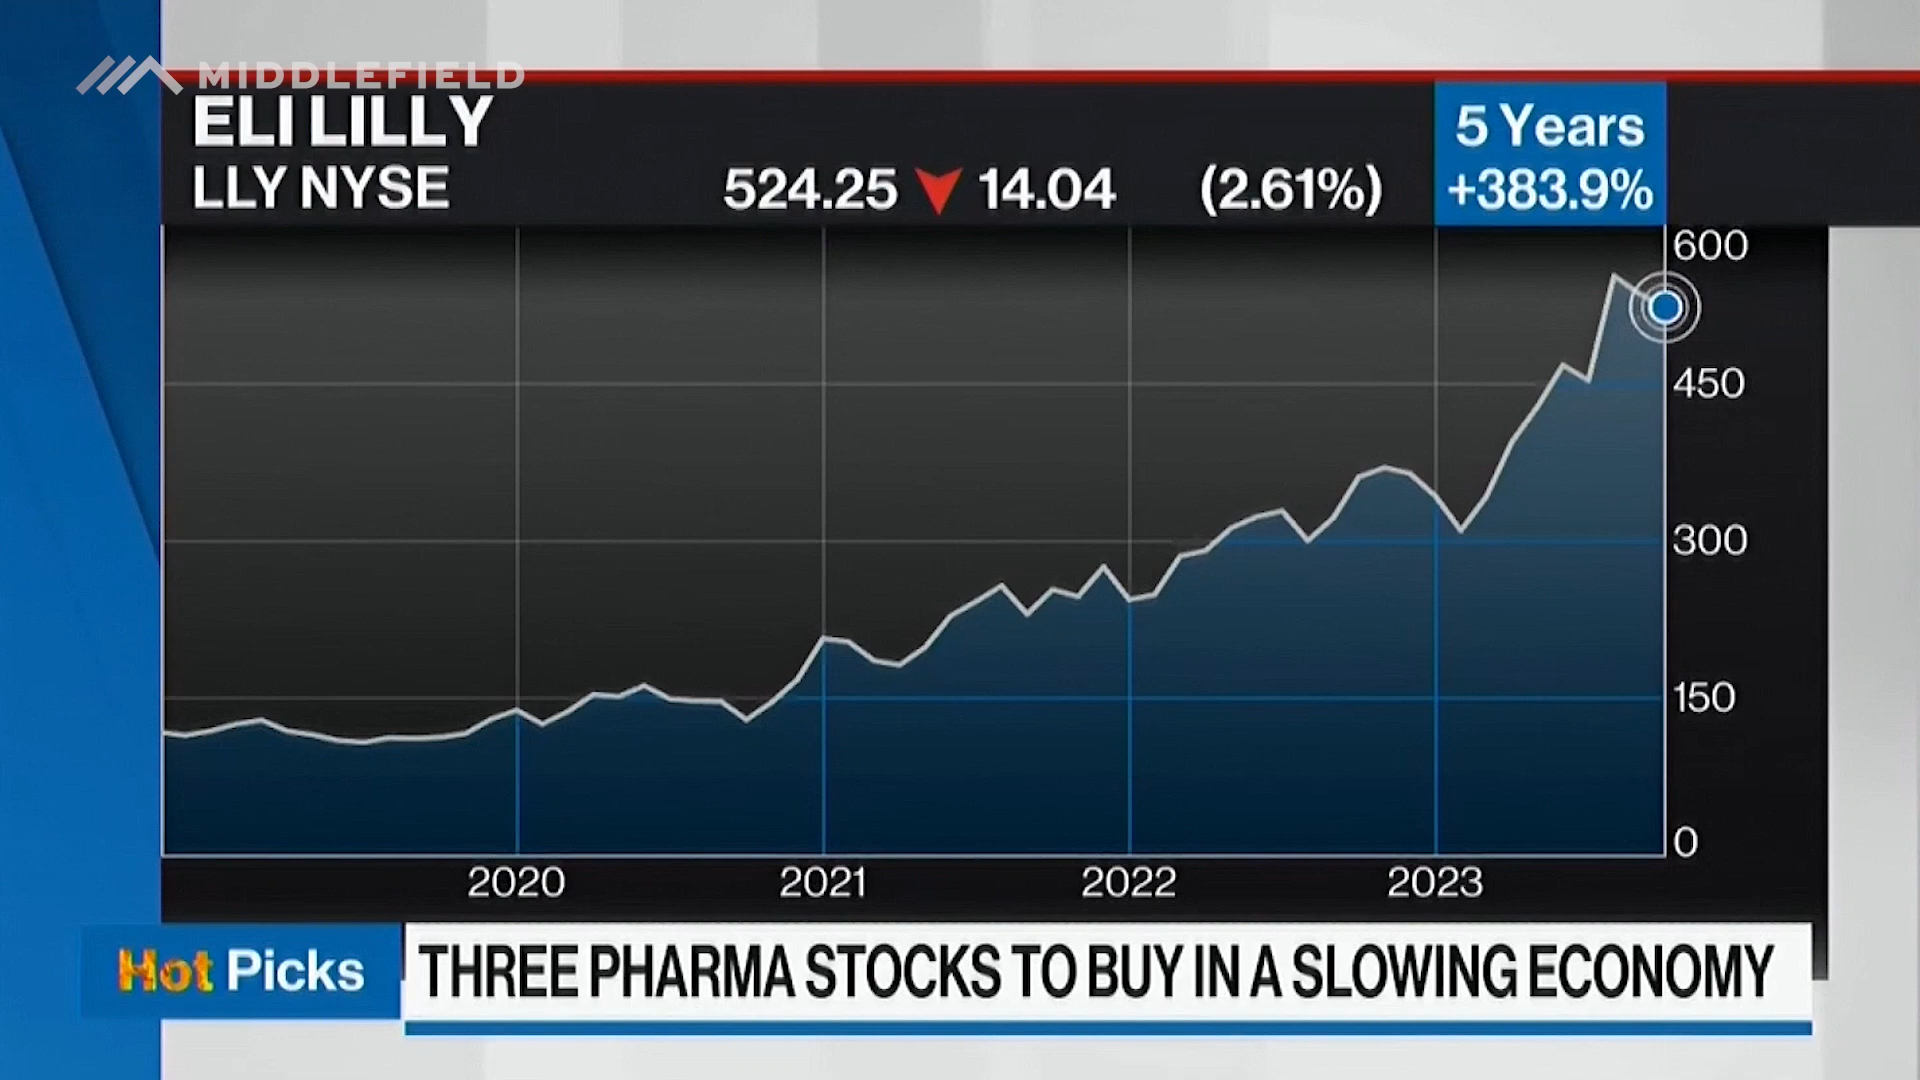 MIDDLEFIELD
ELI LILLY
LLY NYSE
524.25 14.04 (2.61%)
5 Years
+383.9%
600
450
300
150
0
2020 2021 2022 2023
Hot Picks
THREE PHARMA STOCKS TO BUY IN A SLOWING ECONOMY